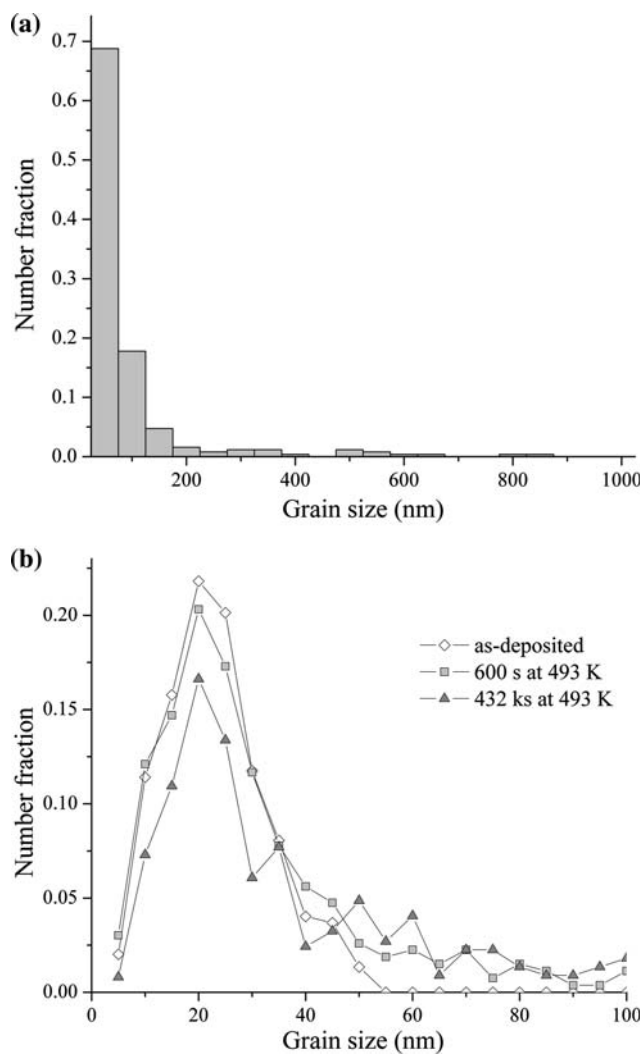 (a)
0.7
0.6
0.5
0.4
0.3
0.2
0.1
0.0
Number fraction
200 400 600 800 1000
Grain size (nm)
(b)
0.20
0.15
0.10
0.05
0.00
Number fraction
as-deposited
600 s at 493 K
432 ks at 493 K
0 20 40 60 80 100
Grain size (nm)